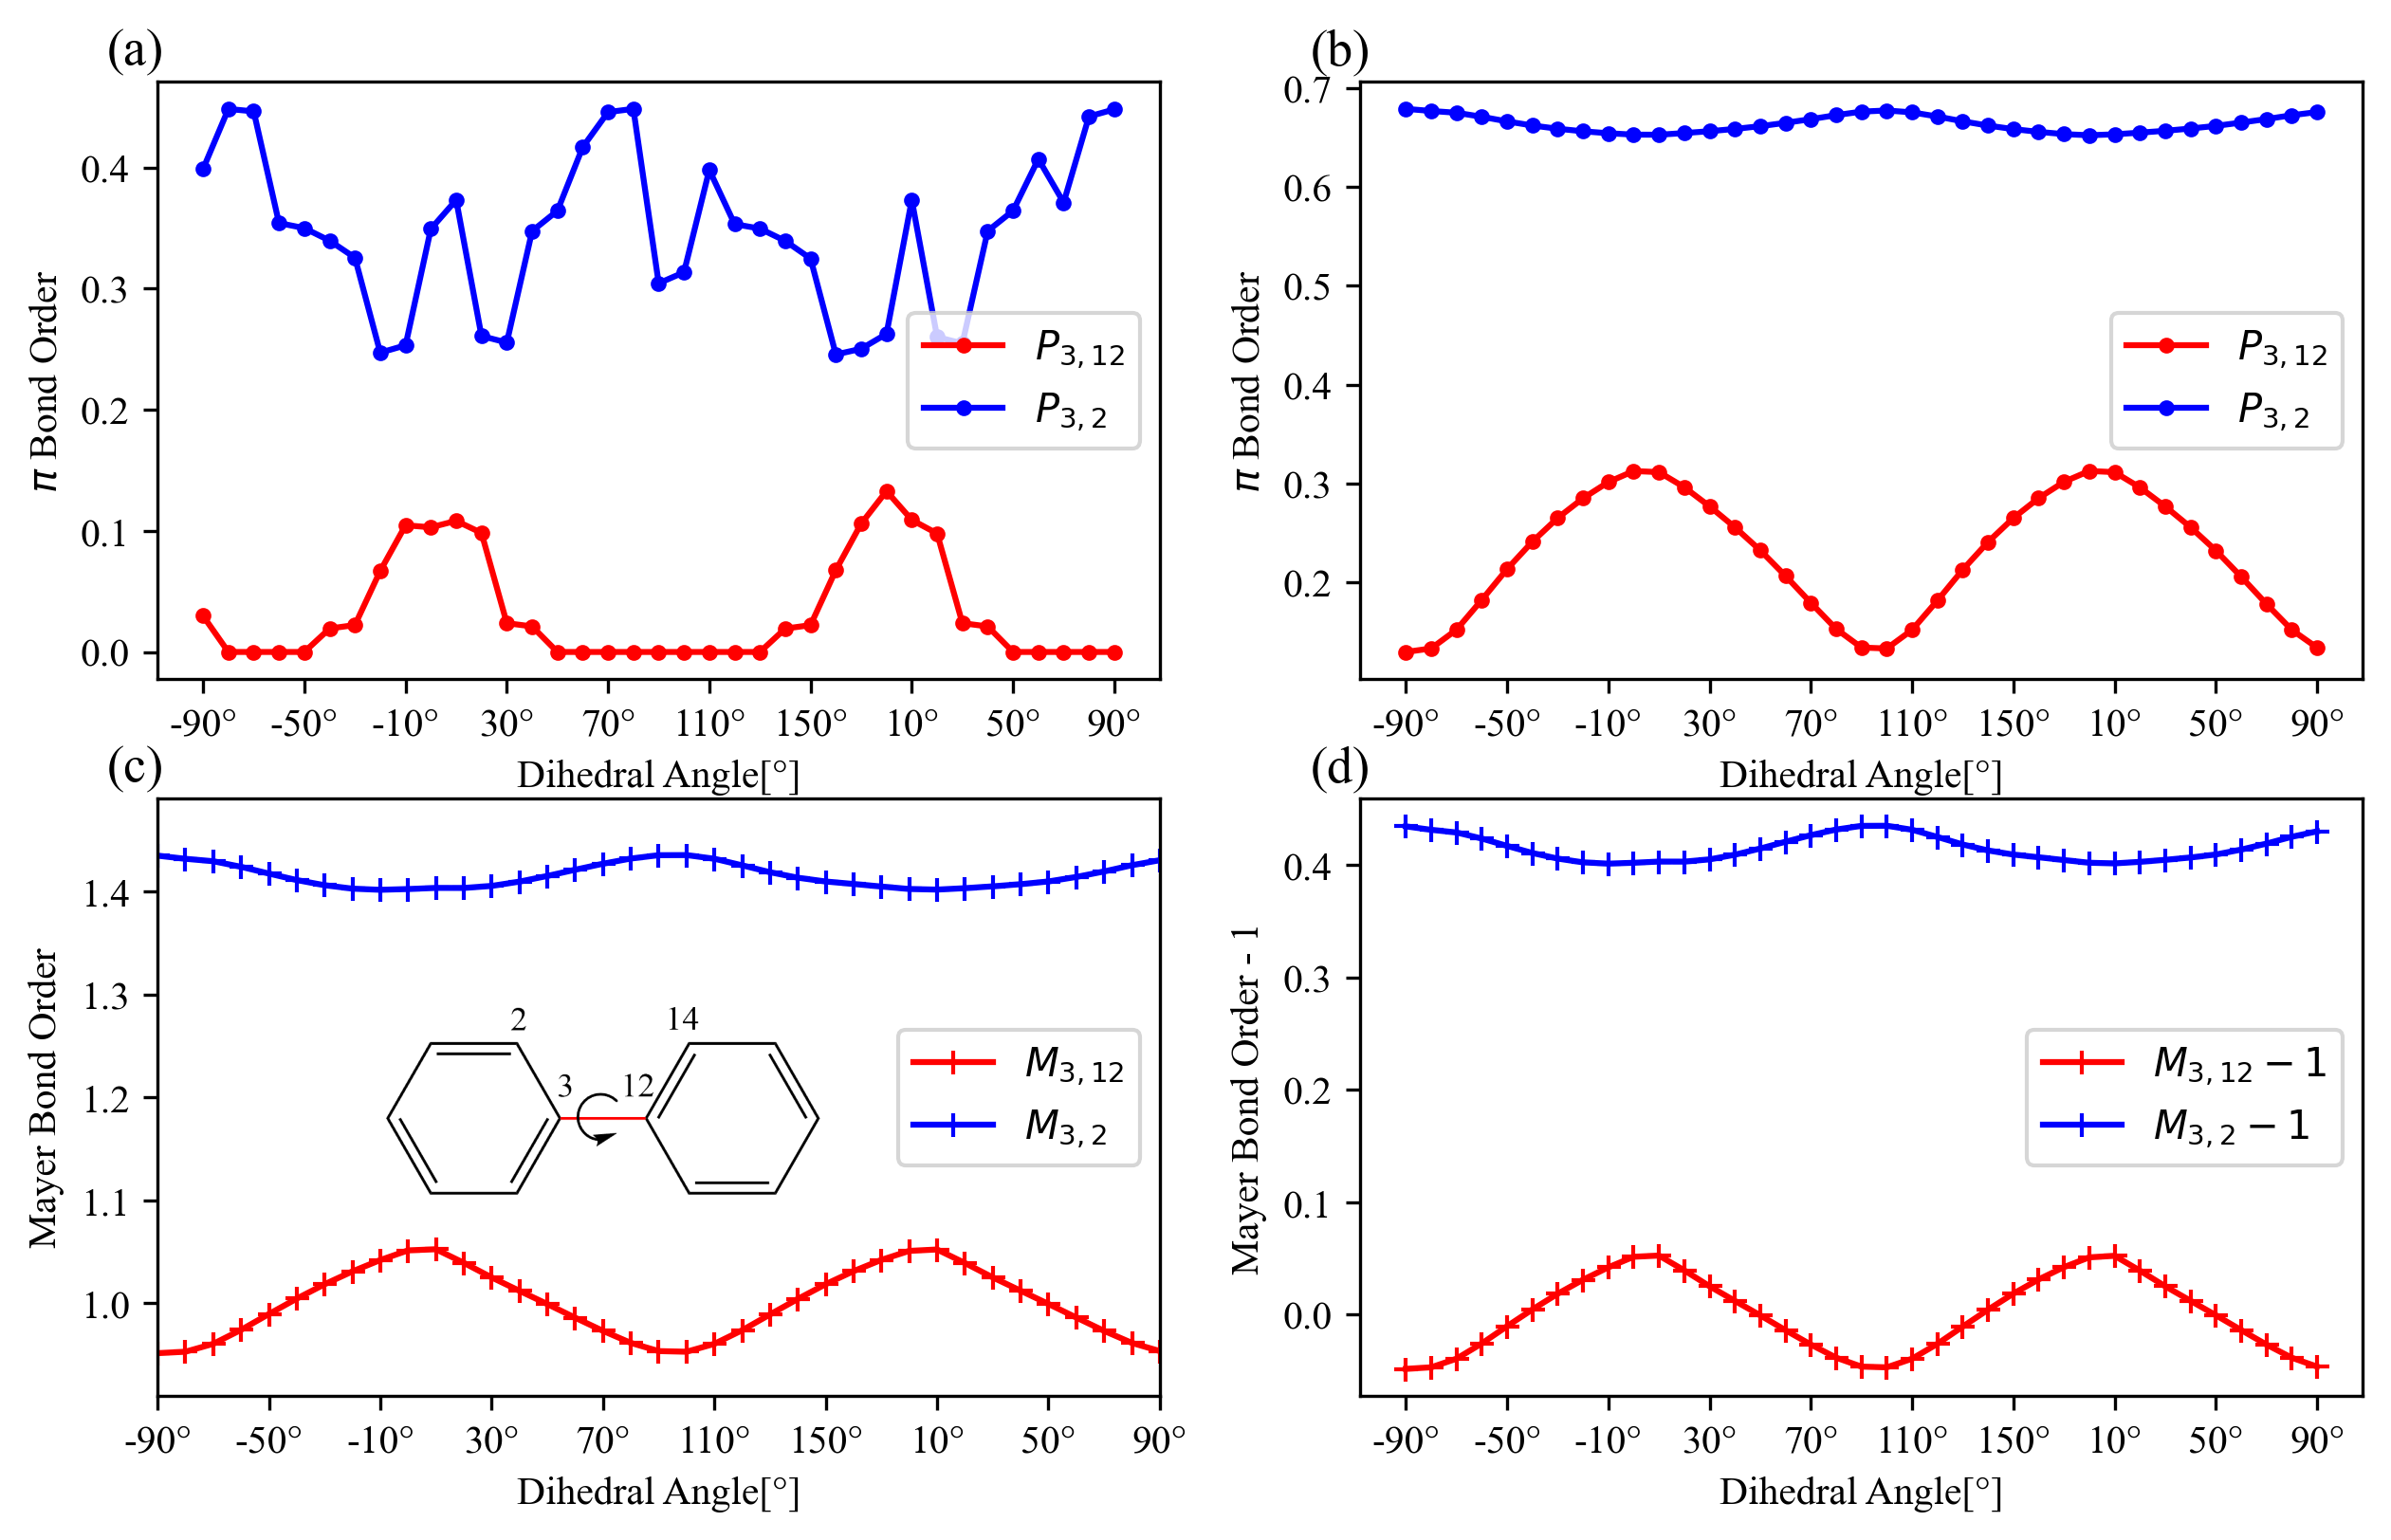 (a)
π Bond Order
0.4
0.3
0.2
0.1
0.0
P3,12
P3,2
-90° -50° -10° 30° 70° 110° 150° 10° 50° 90°
Dihedral Angle[°]
(b)
π Bond Order
0.7
0.6
0.5
0.4
0.3
0.2
P3,12
P3,2
-90° -50° -10° 30° 70° 110° 150° 10° 50° 90°
Dihedral Angle[°]
(c)
Mayer Bond Order
1.4
1.3
1.2
1.1
1.0
2 14
3 12
M3,12
M3,2
-90° -50° -10° 30° 70° 110° 150° 10° 50° 90°
Dihedral Angle[°]
(d)
Mayer Bond Order - 1
0.4
0.3
0.2
0.1
0.0
M3,12 − 1
M3,2 − 1
-90° -50° -10° 30° 70° 110° 150° 10° 50° 90°
Dihedral Angle[°]